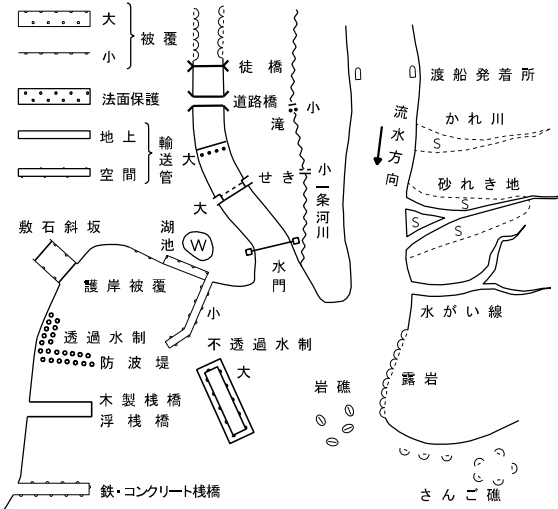 大
小
被覆
法面保護
地上
空間
輸送管
敷石斜坂
湖池
W
護岸被覆
小
透過水制
防波堤
木製桟橋
浮桟橋
鉄・コンクリート桟橋
徒橋
道路橋
小
滝
大
せき
小
大
一条河川
水門
不透過水制
大
岩礁
渡船発着所
流水方向
かれ川
S
砂れき地
S
S
S
水がい線
露岩
さんご礁